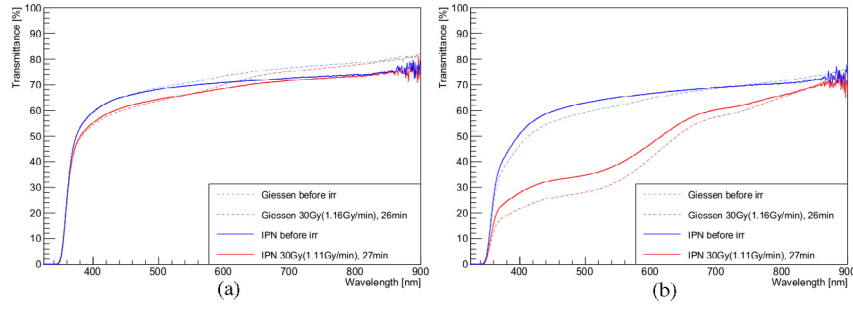 Transmittance [%]
100
90
80
70
60
50
40
30
20
10
0
Giessen before irr
Giessen 30Gy(1.16Gy/min), 26min
IPN before irr
IPN 30Gy(1.11Gy/min), 27min
400 500 600 700 800 900
Wavelength [nm]
(a)
Transmittance [%]
100
90
80
70
60
50
40
30
20
10
0
Giessen before irr
Giessen 30Gy(1.16Gy/min), 26min
IPN before irr
IPN 30Gy(1.11Gy/min), 27min
400 500 600 700 800 900
Wavelength [nm]
(b)